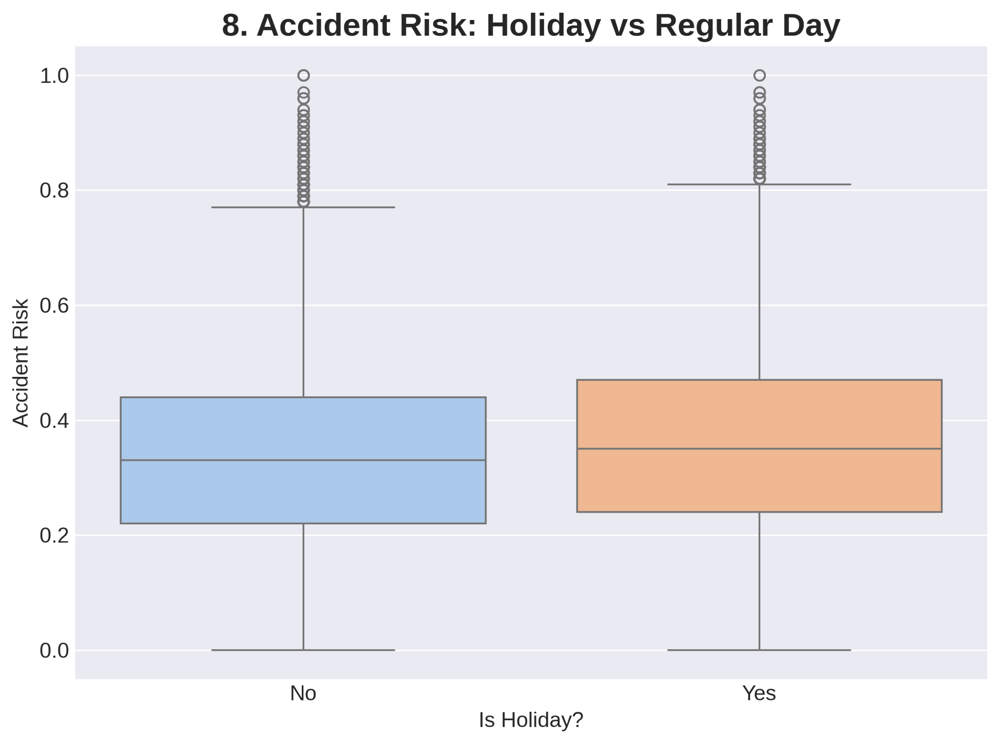 8. Accident Risk: Holiday vs Regular Day
1.0
0.8
0.6
0.4
0.2
0.0
Accident Risk
No
Yes
Is Holiday?